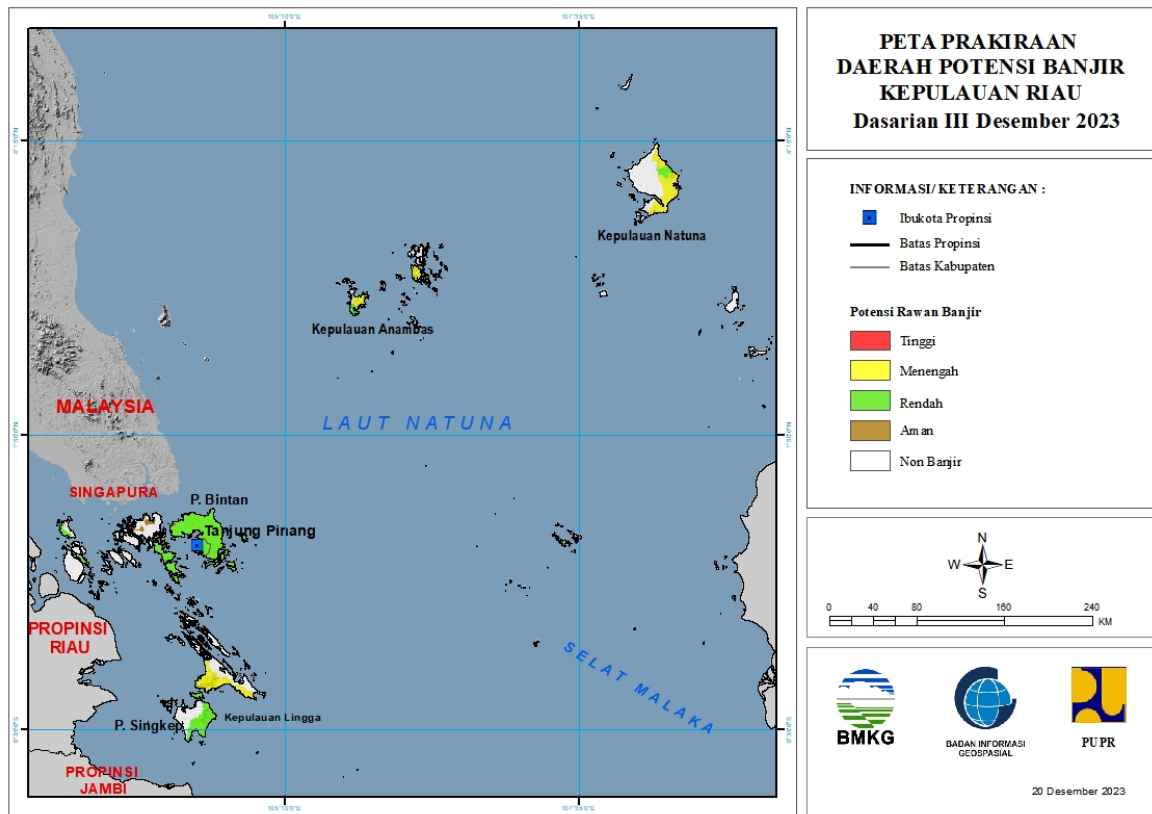 PETA PRAKIRAAN
DAERAH POTENSI BANJIR
KEPULAUAN RIAU
Dasarian III Desember 2023
INFORMASI/ KETERANGAN :
Ibukota Propinsi
Batas Propinsi
Batas Kabupaten
Potensi Rawan Banjir
Tinggi
Menengah
Rendah
Aman
Non Banjir
N
W E
S
0 40 80 160 240
KM
BMKG
BADAN INFORMASI
GEOSPASIAL
PUPR
20 Desember 2023
Kepulauan Natuna
Kepulauan Anambas
MALAYSIA
LAUT NATUNA
SINGAPURA
P. Bintan
Tanjung Pinang
PROPINSI
RIAU
SELAT MALAKA
P. Singkep
Kepulauan Lingga
PROPINSI
JAMBI